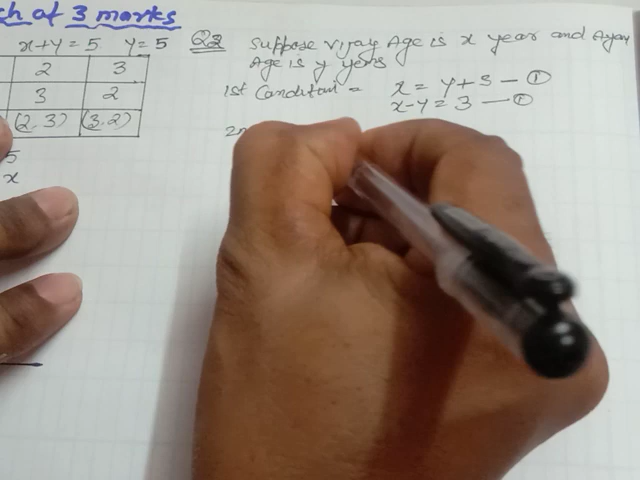 ch of 3 marks
x+y=5 y=5
2 3
3 2
(2,3) (3,2)
5
x
Q2 Suppose vijay Age is x year and Ajay
Age is y yers
1st Condition = x = y+3 — ①
x-y=3 — ①
2n